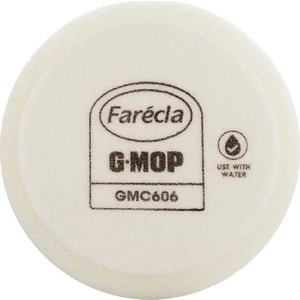 Farécla
G·MOP
GMC606
USE WITH
WATER